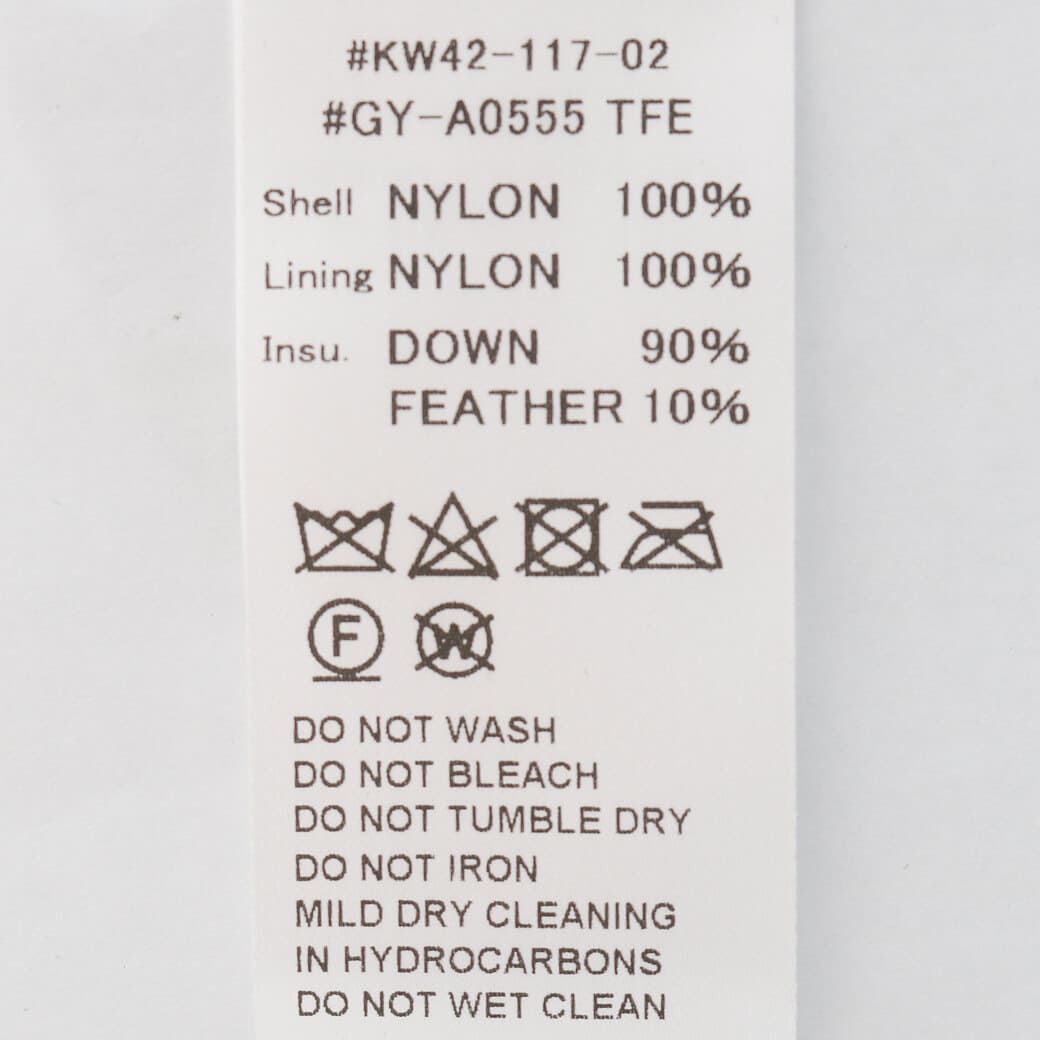 #KW42-117-02
#GY-A0555 TFE
Shell NYLON 100%
Lining NYLON 100%
Insu. DOWN 90%
FEATHER 10%
F W
DO NOT WASH
DO NOT BLEACH
DO NOT TUMBLE DRY
DO NOT IRON
MILD DRY CLEANING
IN HYDROCARBONS
DO NOT WET CLEAN